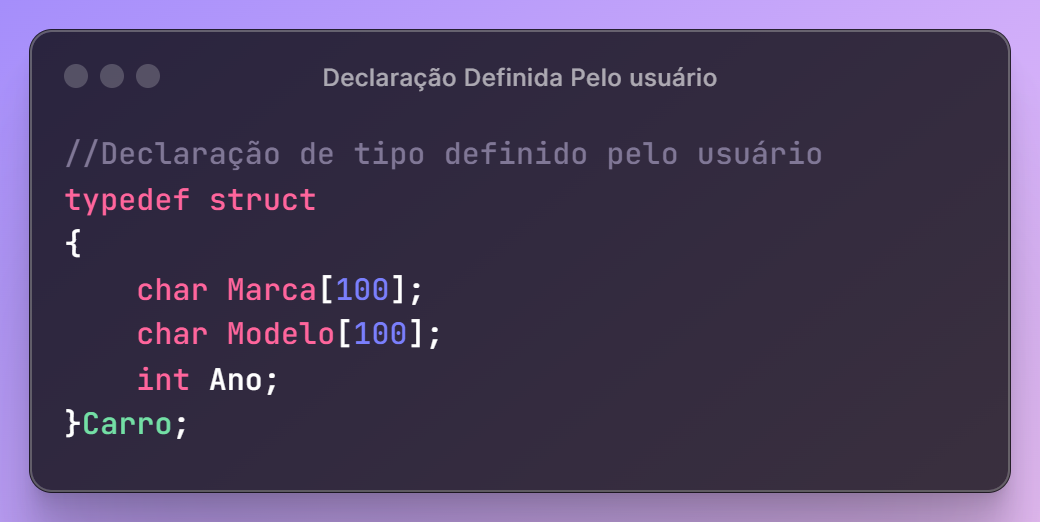 Declaração Definida Pelo usuário
//Declaração de tipo definido pelo usuário
typedef struct
{
    char Marca[100];
    char Modelo[100];
    int Ano;
}Carro;